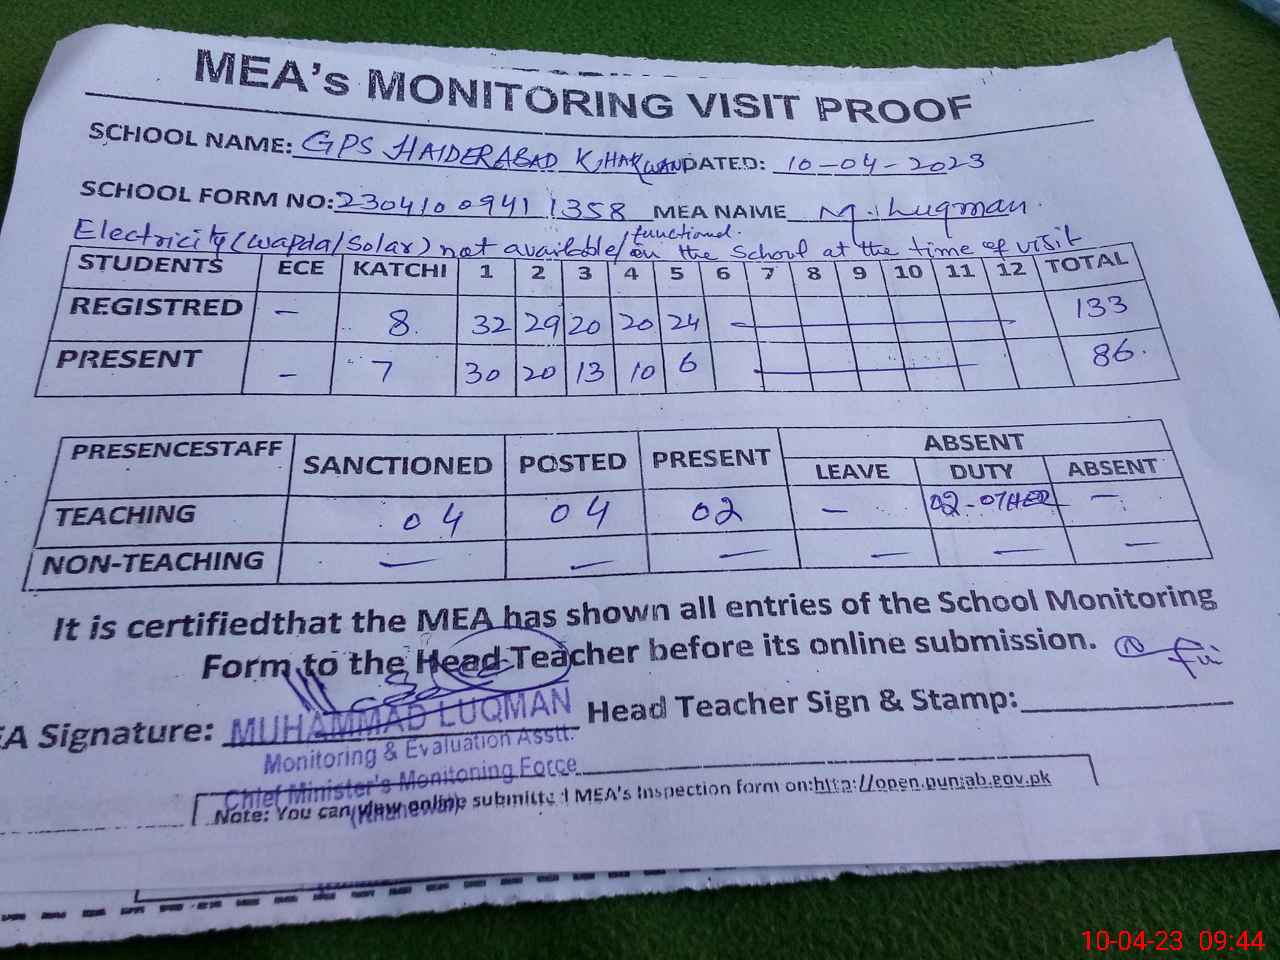 MEA's MONITORING VISIT PROOF
SCHOOL NAME: GPS HAIDERABAD KHAKWAN DATED: 10-04-2023
SCHOOL FORM NO: 23041009411358 MEA NAME M. Luqman.
Electricity (wapda/solar) not available/functional. on the School at the time of visit
STUDENTS ECE KATCHI 1 2 3 4 5 6 7 8 9 10 11 12 TOTAL
REGISTRED – 8. 32 29 20 20 24 133
PRESENT – 7 30 20 13 10 6 86.
PRESENCESTAFF SANCTIONED POSTED PRESENT ABSENT
LEAVE DUTY ABSENT
TEACHING 04 04 02 – 02-OTHER –
NON-TEACHING – – – – – –
It is certifiedthat the MEA has shown all entries of the School Monitoring
Form to the Head Teacher before its online submission.
EA Signature: MUHAMMAD LUQMAN Head Teacher Sign & Stamp:
Monitoring & Evaluation Asstt.
Chief Minister's Monitoring Force
(Khanewal)
Note: You can view online submitted MEA's Inspection form on:http://open.punjab.gov.pk
10-04-23 09:44